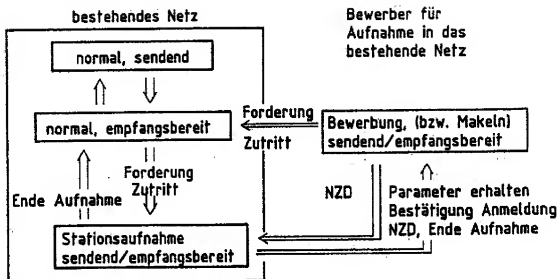 bestehendes Netz
Bewerber für
Aufnahme in das
bestehende Netz
normal, sendend
normal, empfangsbereit
Forderung
Zutritt
Bewerbung, (bzw. Makeln)
sendend/empfangsbereit
Forderung
Zutritt
Ende Aufnahme
NZD
Parameter erhalten
Bestätigung Anmeldung
NZD, Ende Aufnahme
Stationsaufnahme
sendend/empfangsbereit